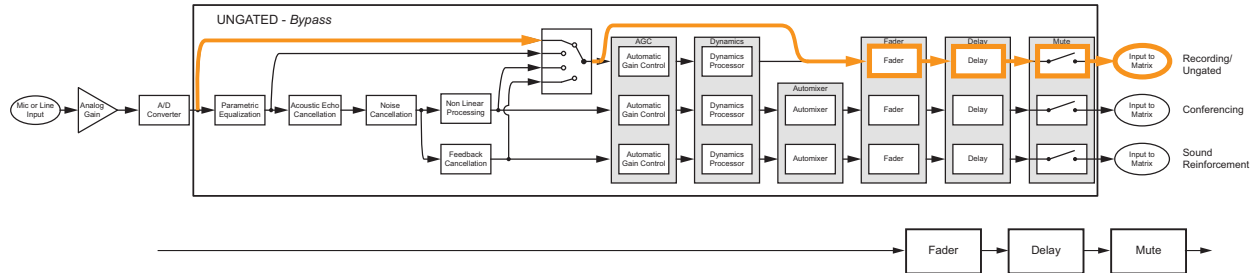 UNGATED - Bypass
AGC
Dynamics
Fader
Delay
Mute
Automatic
Gain Control
Dynamics
Processor
Fader
Delay
Input to
Matrix
Recording/
Ungated
Automixer
Mic or Line
Input
Analog
Gain
A/D
Converter
Parametric
Equalization
Acoustic Echo
Cancellation
Noise
Cancellation
Non Linear
Processing
Automatic
Gain Control
Dynamics
Processor
Automixer
Fader
Delay
Input to
Matrix
Conferencing
Feedback
Cancellation
Automatic
Gain Control
Dynamics
Processor
Automixer
Fader
Delay
Input to
Matrix
Sound
Reinforcement
Fader
Delay
Mute